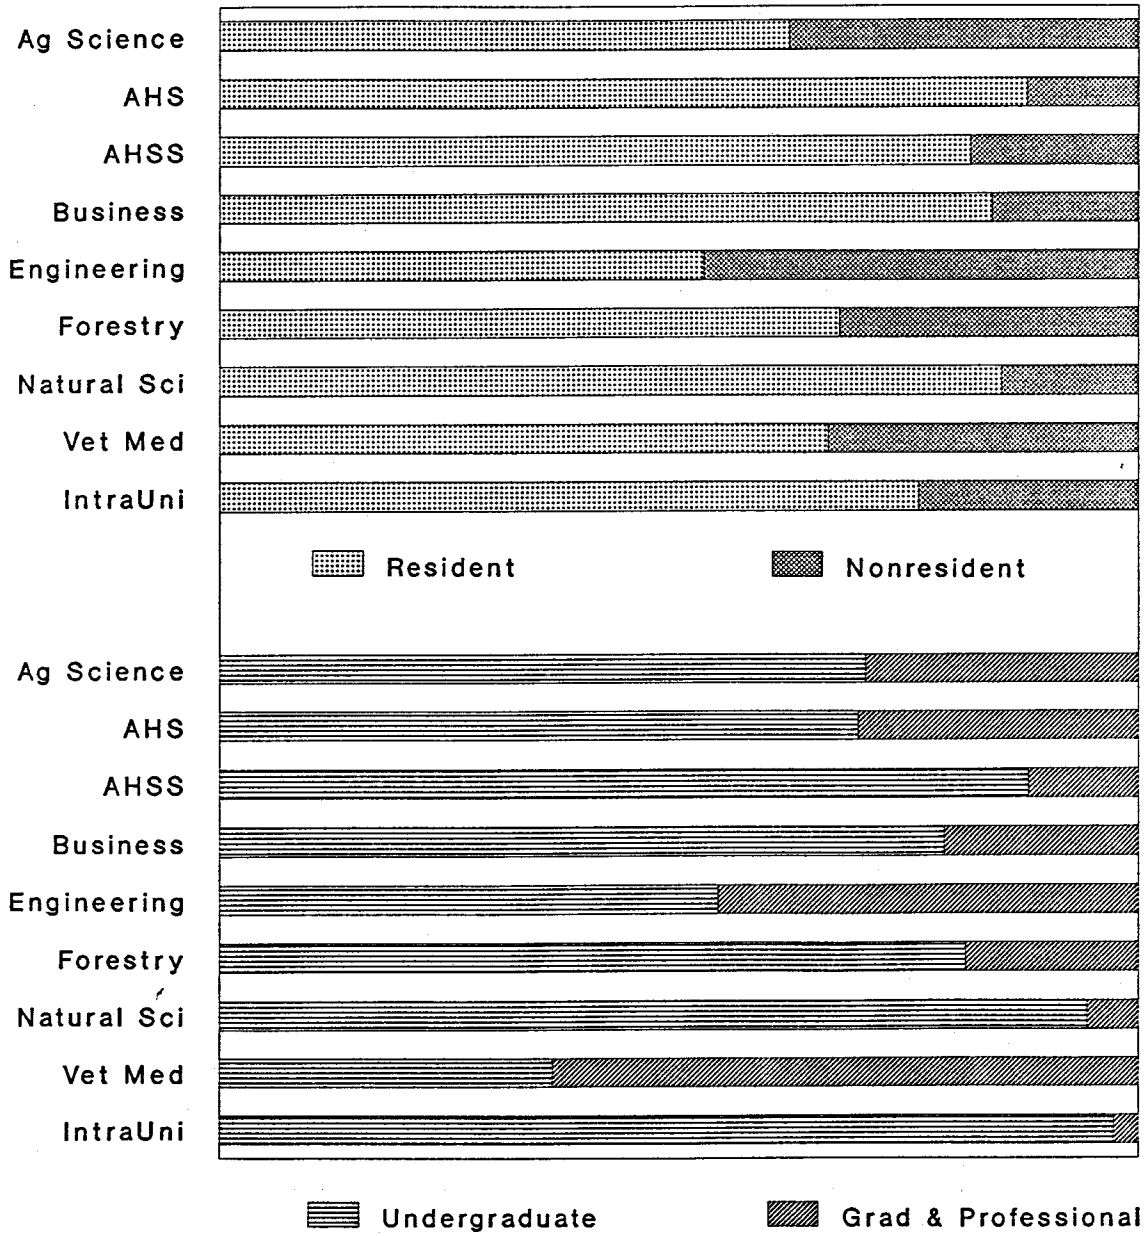 Ag Science
AHS
AHSS
Business
Engineering
Forestry
Natural Sci
Vet Med
IntraUni
Resident Nonresident
Ag Science
AHS
AHSS
Business
Engineering
Forestry
Natural Sci
Vet Med
IntraUni
Undergraduate Grad & Professional